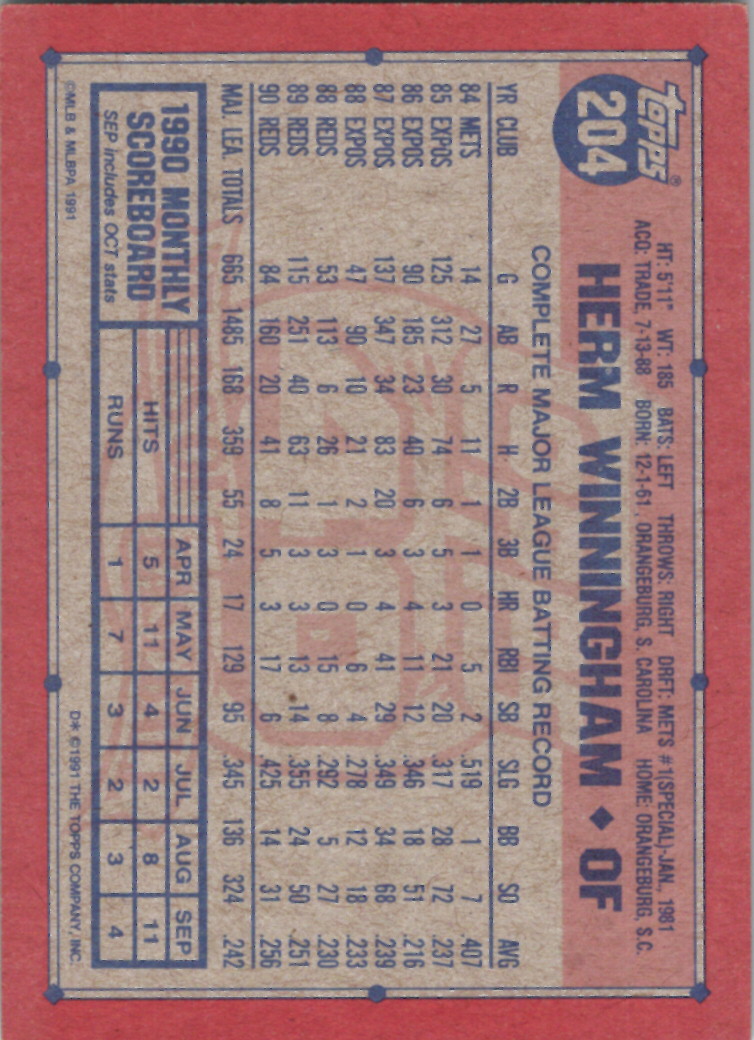 topps®
204
HT: 5'11" WT: 185 BATS: LEFT THROWS: RIGHT DRFT: METS #1(SPECIAL)-JAN., 1981
ACQ: TRADE, 7-13-88 BORN: 12-1-61, ORANGEBURG, S. CAROLINA HOME: ORANGEBURG, S.C.
HERM WINNINGHAM ◆ OF
COMPLETE MAJOR LEAGUE BATTING RECORD
YR CLUB G AB R H 2B 3B HR RBI SB SLG BB SO AVG
84 METS 14 27 5 11 1 1 0 5 2 .519 1 7 .407
85 EXPOS 125 312 30 74 6 5 3 21 20 .317 28 72 .237
86 EXPOS 90 185 23 40 6 3 4 11 12 .346 18 51 .216
87 EXPOS 137 347 34 83 20 3 4 41 29 .349 34 68 .239
88 EXPOS 47 90 10 21 2 1 0 6 4 .278 12 18 .233
88 REDS 53 113 6 26 1 3 0 15 8 .292 5 27 .230
89 REDS 115 251 40 63 11 3 3 13 14 .355 24 50 .251
90 REDS 84 160 20 41 8 5 3 17 6 .425 14 31 .256
MAJ. LEA. TOTALS 665 1485 168 359 55 24 17 129 95 .345 136 324 .242
1990 MONTHLY
SCOREBOARD
SEP includes OCT stats
APR MAY JUN JUL AUG SEP
HITS 5 11 4 2 8 11
RUNS 1 7 3 2 3 4
©MLB & MLBPA 1991
D* ©1991 THE TOPPS COMPANY, INC.